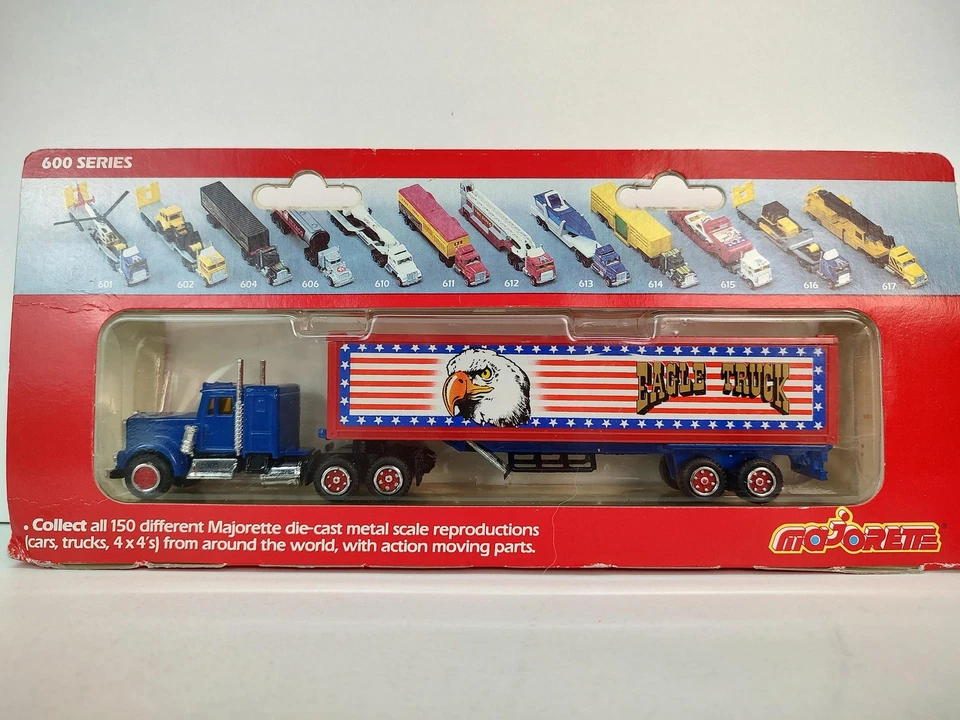 600 SERIES
601 602 604 606 610 611 612 613 614 615 616 617
EAGLE TRUCK
. Collect all 150 different Majorette die-cast metal scale reproductions
(cars, trucks, 4 x 4's) from around the world, with action moving parts.
MAJORETTE®